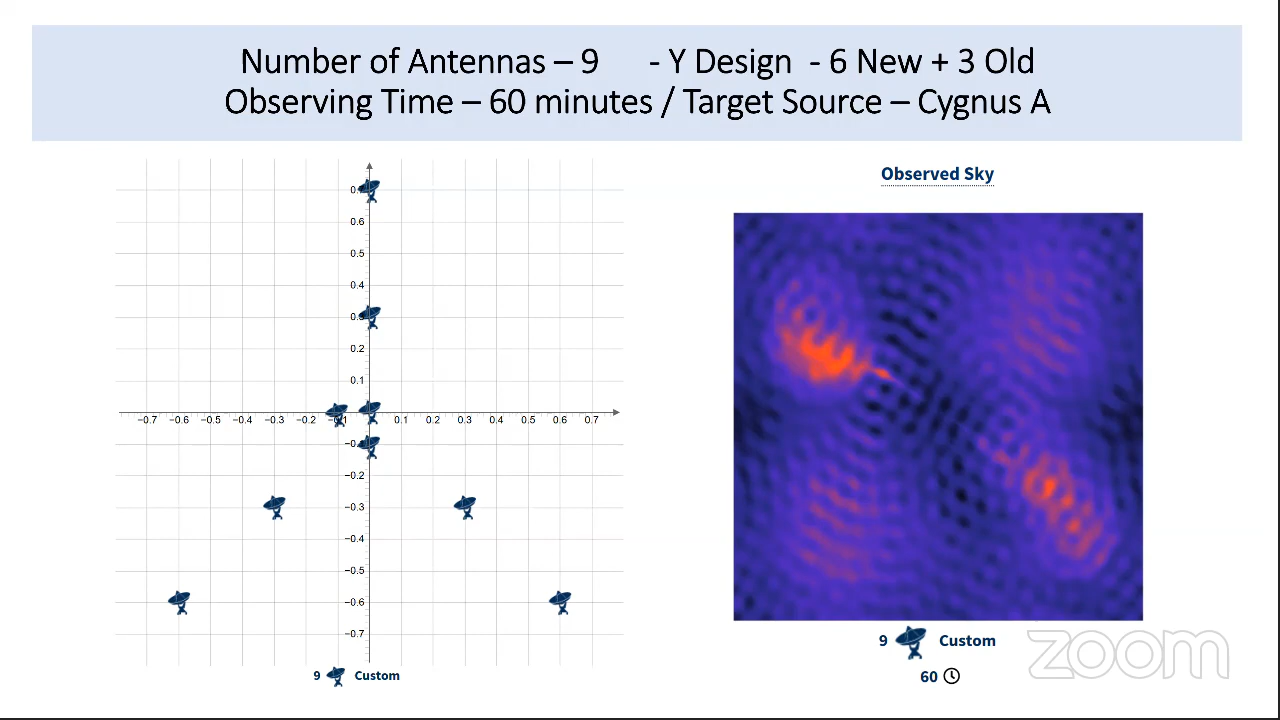 Number of Antennas – 9 - Y Design - 6 New + 3 Old
Observing Time – 60 minutes / Target Source – Cygnus A
Observed Sky
0.6
0.5
0.4
0.2
0.1
−0.7 −0.6 −0.5 −0.4 −0.3 −0.2 0.1 0.2 0.3 0.4 0.5 0.6 0.7
−0.2
−0.3
−0.4
−0.5
−0.6
−0.7
9 Custom
9 Custom
60
zoom